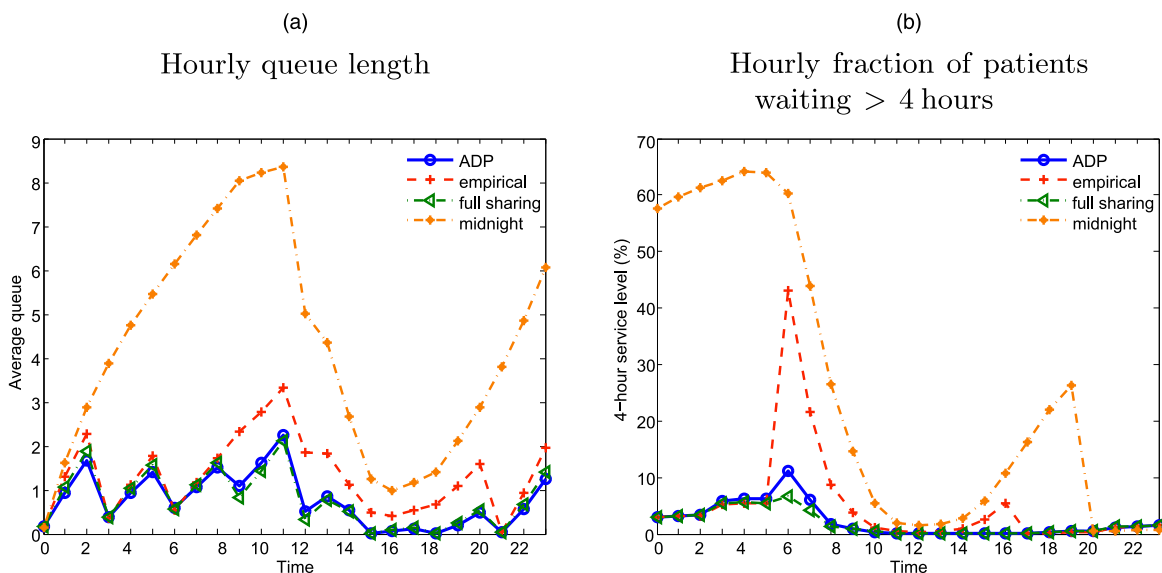 (a)
Hourly queue length
9
8
7
6
5
4
3
2
1
0
Average queue
ADP
empirical
full sharing
midnight
0 2 4 6 8 10 12 14 16 18 20 22
Time
(b)
Hourly fraction of patients
waiting > 4 hours
70
60
50
40
30
20
10
0
4−hour service level (%)
ADP
empirical
full sharing
midnight
0 2 4 6 8 10 12 14 16 18 20 22
Time